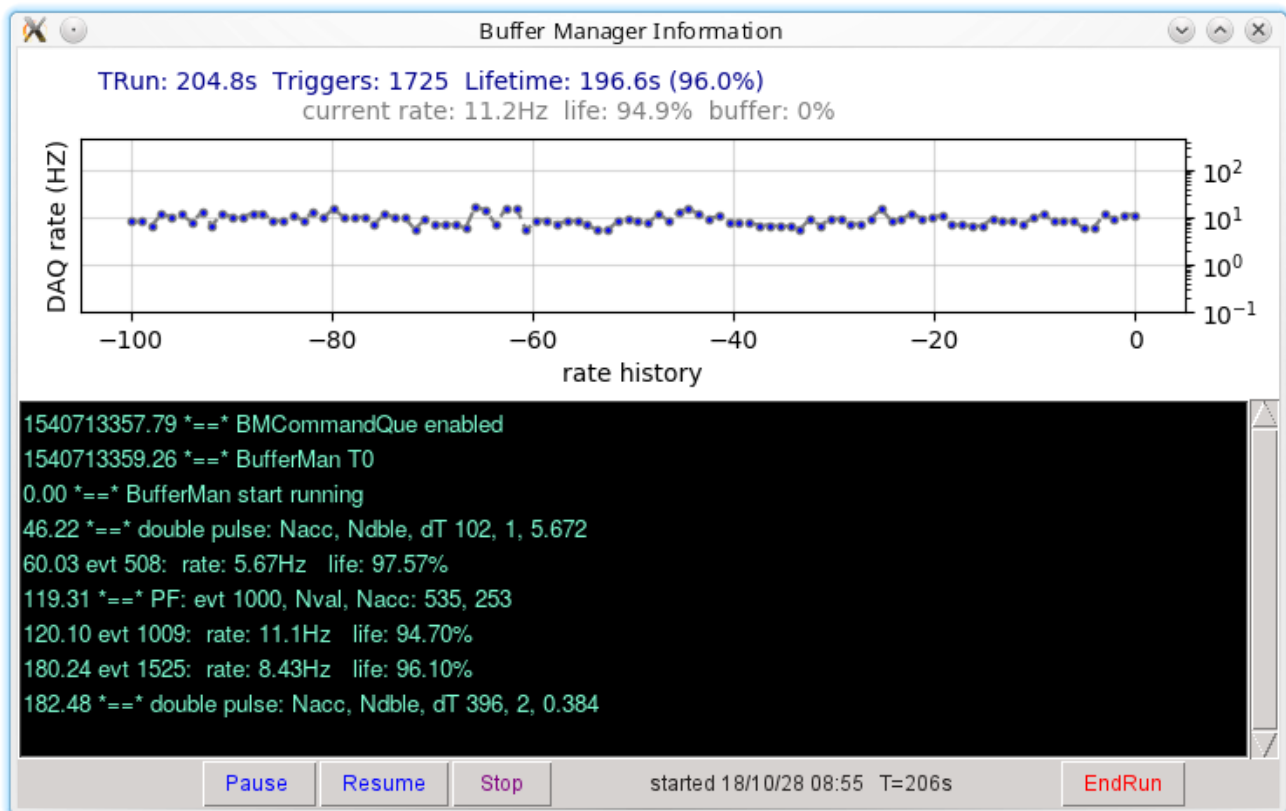 Buffer Manager Information
TRun: 204.8s  Triggers: 1725  Lifetime: 196.6s (96.0%)
current rate: 11.2Hz  life: 94.9%  buffer: 0%
DAQ rate (HZ)
10²
10¹
10⁰
10⁻¹
−100 −80 −60 −40 −20 0
rate history
1540713357.79 *==* BMCommandQue enabled
1540713359.26 *==* BufferMan T0
0.00 *==* BufferMan start running
46.22 *==* double pulse: Nacc, Ndble, dT 102, 1, 5.672
60.03 evt 508:  rate: 5.67Hz   life: 97.57%
119.31 *==* PF: evt 1000, Nval, Nacc: 535, 253
120.10 evt 1009:  rate: 11.1Hz   life: 94.70%
180.24 evt 1525:  rate: 8.43Hz   life: 96.10%
182.48 *==* double pulse: Nacc, Ndble, dT 396, 2, 0.384
Pause Resume Stop started 18/10/28 08:55  T=206s EndRun